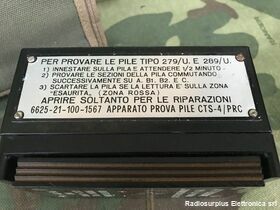 PER PROVARE LE PILE TIPO 279/U. E 289/U.
1) INNESTARE SULLA PILA E ATTENDERE 1/2 MINUTO -
2) PROVARE LE SEZIONI DELLA PILA COMMUTANDO
SUCCESSIVAMENTE SU A. B1. B2. E C.
3) SCARTARE LA PILA SE LA LETTURA E' SULLA ZONA
"ESAURITA, (ZONA ROSSA)
APRIRE SOLTANTO PER LE RIPARAZIONI
6625-21-100-1567 APPARATO PROVA PILE CTS-4/PRC
Radiosurplus Elettronica srl